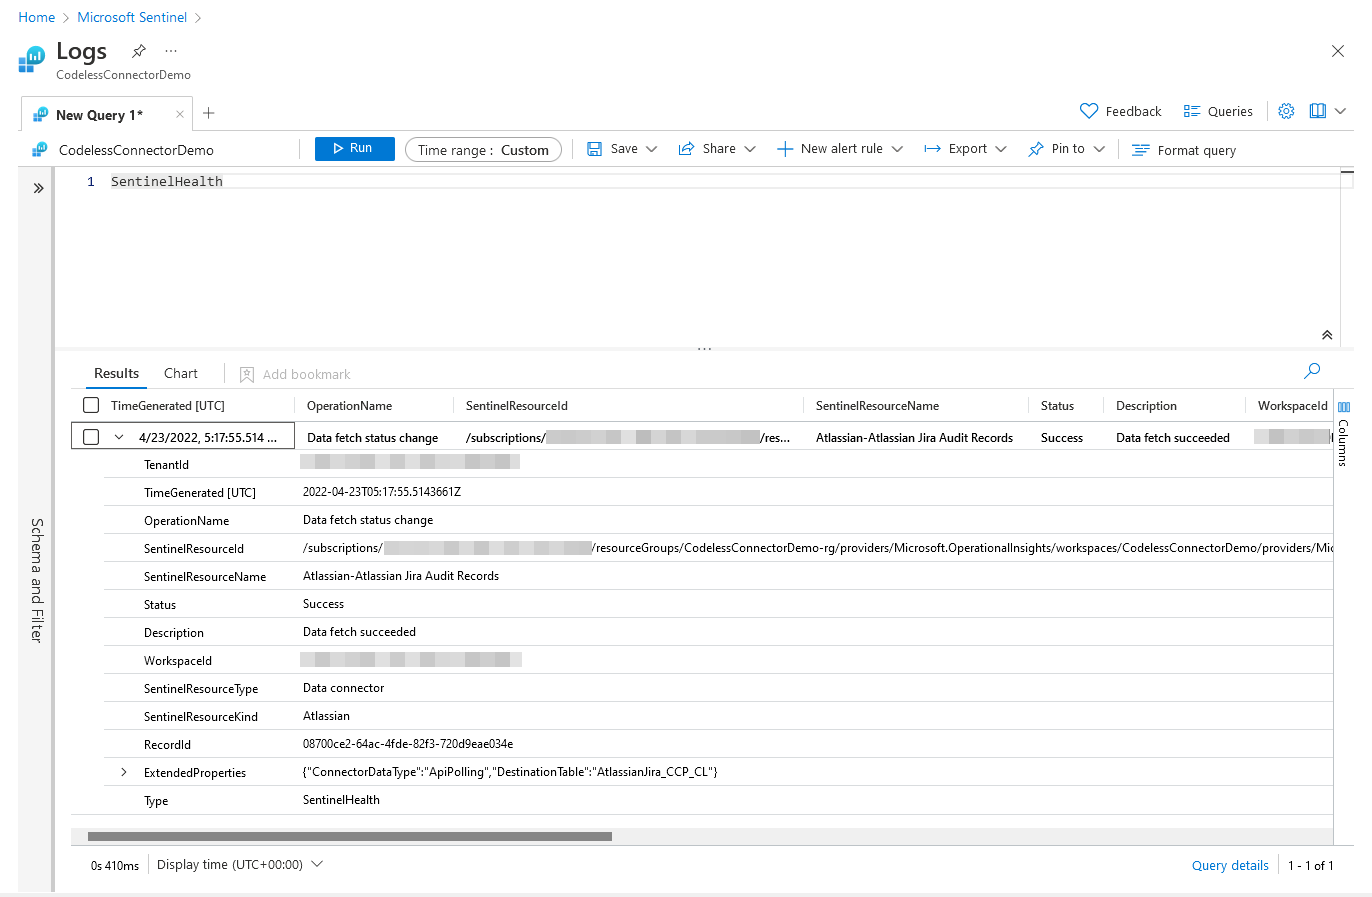 Home > Microsoft Sentinel >
Logs ...
CodelessConnectorDemo
New Query 1* × +
Feedback Queries
CodelessConnectorDemo Run Time range : Custom Save Share New alert rule Export Pin to Format query
1 SentinelHealth
Schema and Filter
...
Results Chart Add bookmark
TimeGenerated [UTC] OperationName SentinelResourceId SentinelResourceName Status Description WorkspaceId
4/23/2022, 5:17:55.514 ... Data fetch status change /subscriptions/ /res... Atlassian-Atlassian Jira Audit Records Success Data fetch succeeded
Columns
TenantId
TimeGenerated [UTC] 2022-04-23T05:17:55.5143661Z
OperationName Data fetch status change
SentinelResourceId /subscriptions/ /resourceGroups/CodelessConnectorDemo-rg/providers/Microsoft.OperationalInsights/workspaces/CodelessConnectorDemo/providers/Mic
SentinelResourceName Atlassian-Atlassian Jira Audit Records
Status Success
Description Data fetch succeeded
WorkspaceId
SentinelResourceType Data connector
SentinelResourceKind Atlassian
RecordId 08700ce2-64ac-4fde-82f3-720d9eae034e
ExtendedProperties {"ConnectorDataType":"ApiPolling","DestinationTable":"AtlassianJira_CCP_CL"}
Type SentinelHealth
0s 410ms Display time (UTC+00:00) Query details 1 - 1 of 1